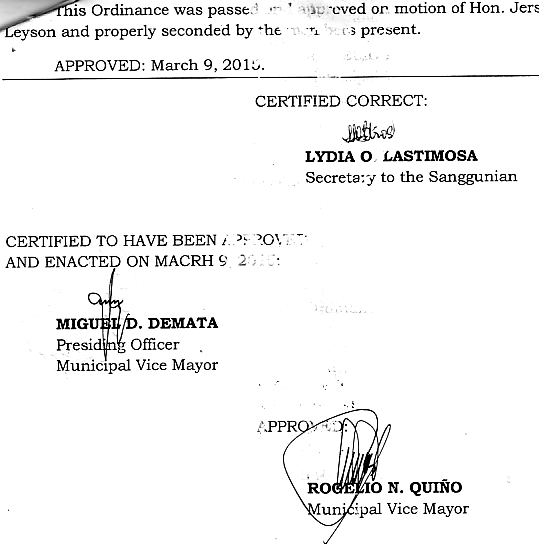 This Ordinance was passed and approved on motion of Hon. Jers
Leyson and properly seconded by the members present.
APPROVED: March 9, 2015.
CERTIFIED CORRECT:
LYDIA O. LASTIMOSA
Secretary to the Sanggunian
CERTIFIED TO HAVE BEEN APPROVED
AND ENACTED ON MACRH 9, 2015:
MIGUEL D. DEMATA
Presiding Officer
Municipal Vice Mayor
APPROVED:
ROGELIO N. QUIÑO
Municipal Vice Mayor